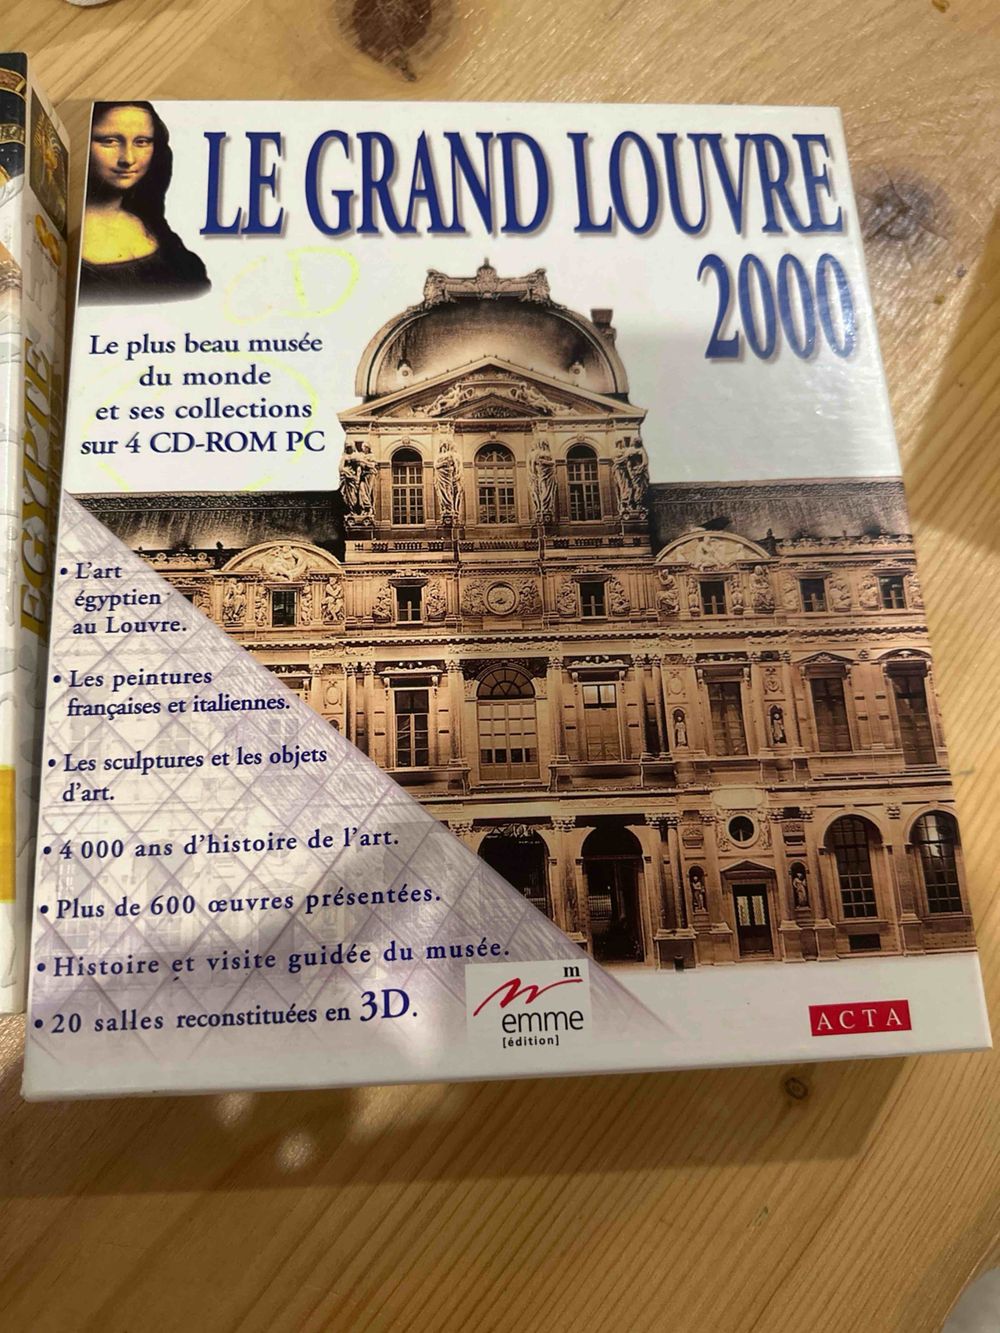 LE GRAND LOUVRE
2000
Le plus beau musée
du monde
et ses collections
sur 4 CD-ROM PC
• L'art
égyptien
au Louvre.
• Les peintures
françaises et italiennes.
• Les sculptures et les objets
d'art.
• 4 000 ans d'histoire de l'art.
• Plus de 600 œuvres présentées.
• Histoire et visite guidée du musée.
• 20 salles reconstituées en 3D.
m
emme
[édition]
ACTA
EGYPTE
CD